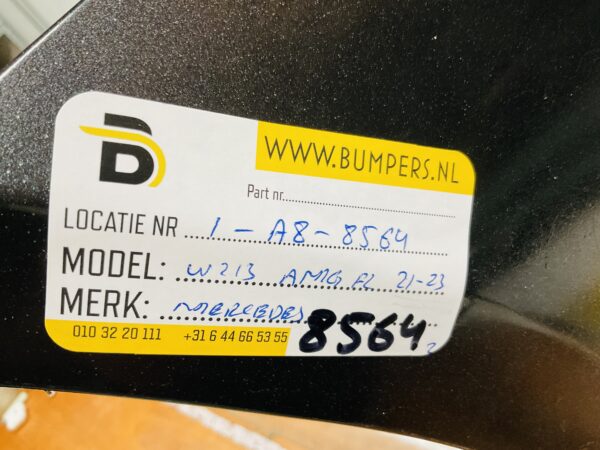 B
WWW.BUMPERS.NL
Part nr.
LOCATIE NR 1 - A8 - 8564
MODEL: W213 AMG FL 21-23
MERK: MERCEDES
010 32 20 111 +31 6 44 66 53 55 8564